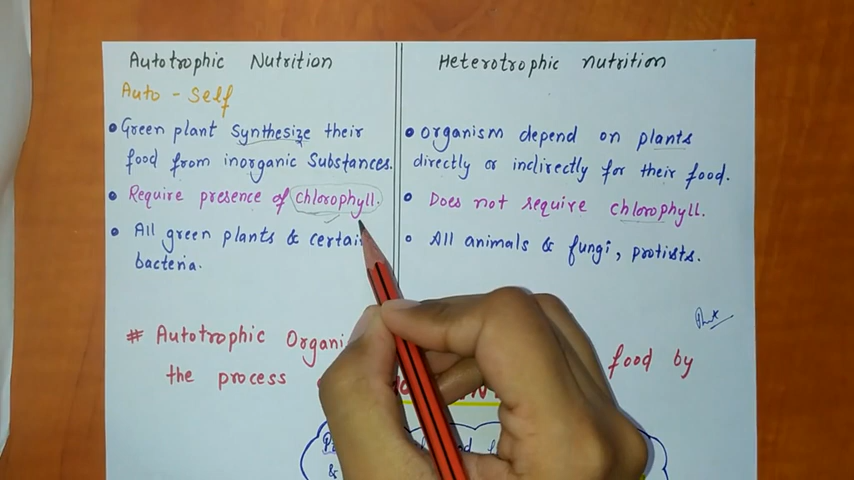 Autotrophic Nutrition
Auto - Self
• Green plant synthesize their
food from inorganic Substances.
• Require presence of chlorophyll.
• All green plants & certain
bacteria.
Heterotrophic nutrition
• Organism depend on plants
directly or indirectly for their food.
• Does not require chlorophyll.
• All animals & fungi, protists.
# Autotrophic Organi food by
the process
&